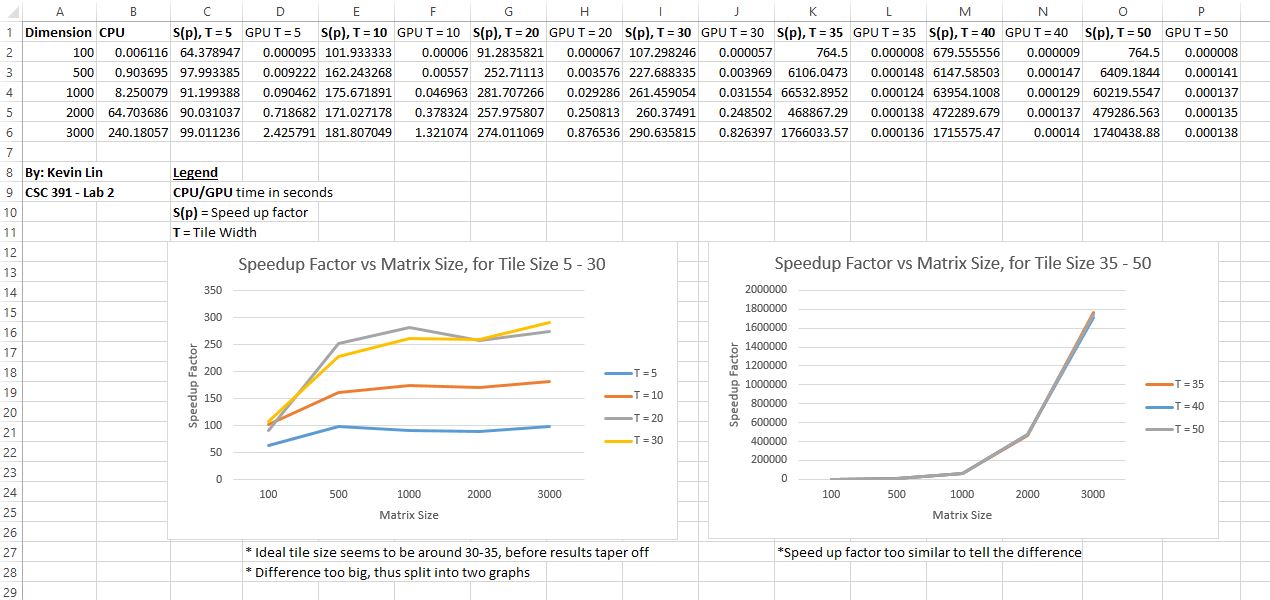 A B C D E F G H I J K L M N O P
1 Dimension CPU S(p), T = 5 GPU T = 5 S(p), T = 10 GPU T = 10 S(p), T = 20 GPU T = 20 S(p), T = 30 GPU T = 30 S(p), T = 35 GPU T = 35 S(p), T = 40 GPU T = 40 S(p), T = 50 GPU T = 50
2 100 0.006116 64.378947 0.000095 101.933333 0.00006 91.2835821 0.000067 107.298246 0.000057 764.5 0.000008 679.555556 0.000009 764.5 0.000008
3 500 0.903695 97.993385 0.009222 162.243268 0.00557 252.71113 0.003576 227.688335 0.003969 6106.0473 0.000148 6147.58503 0.000147 6409.1844 0.000141
4 1000 8.250079 91.199388 0.090462 175.671891 0.046963 281.707266 0.029286 261.459054 0.031554 66532.8952 0.000124 63954.1008 0.000129 60219.5547 0.000137
5 2000 64.703686 90.031037 0.718682 171.027178 0.378324 257.975807 0.250813 260.37491 0.248502 468867.29 0.000138 472289.679 0.000137 479286.563 0.000135
6 3000 240.18057 99.011236 2.425791 181.807049 1.321074 274.011069 0.876536 290.635815 0.826397 1766033.57 0.000136 1715575.47 0.00014 1740438.88 0.000138
7
8 By: Kevin Lin Legend
9 CSC 391 - Lab 2 CPU/GPU time in seconds
10 S(p) = Speed up factor
11 T = Tile Width
12
13
14
15
16
17
18
19
20
21
22
23
24
25
26
Speedup Factor vs Matrix Size, for Tile Size 5 - 30
350
300
250
200
150
100
50
0
Speedup Factor
100 500 1000 2000 3000
Matrix Size
T = 5
T = 10
T = 20
T = 30
Speedup Factor vs Matrix Size, for Tile Size 35 - 50
2000000
1800000
1600000
1400000
1200000
1000000
800000
600000
400000
200000
0
Speedup Factor
100 500 1000 2000 3000
Matrix Size
T = 35
T = 40
T = 50
27 * Ideal tile size seems to be around 30-35, before results taper off *Speed up factor too similar to tell the difference
28 * Difference too big, thus split into two graphs
29